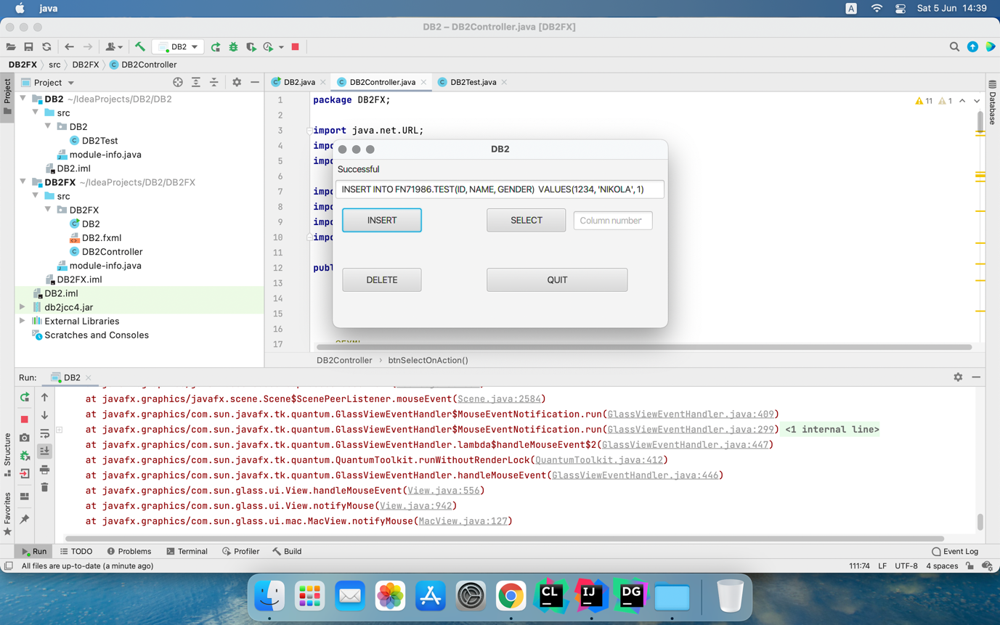 java
A
Sat 5 Jun 14:39
DB2 – DB2Controller.java [DB2FX]
DB2
DB2FX src DB2FX DB2Controller
Project
Project
DB2.java
DB2Controller.java
DB2Test.java
Database
DB2 ~/IdeaProjects/DB2/DB2
src
DB2
DB2Test
module-info.java
DB2.iml
DB2FX ~/IdeaProjects/DB2/DB2FX
src
DB2FX
DB2
DB2.fxml
DB2Controller
module-info.java
DB2FX.iml
DB2.iml
db2jcc4.jar
External Libraries
Scratches and Consoles
11 1
1 package DB2FX;
2
3 import java.net.URL;
4 impo
5 impo
6
7 impo
8 impo
9 impo
10 impo
11
12 publ
13
14
15
16
17
DB2
Successful
INSERT INTO FN71986.TEST(ID, NAME, GENDER) VALUES(1234, 'NIKOLA', 1)
INSERT
SELECT
Column number
DELETE
QUIT
DB2Controller › btnSelectOnAction()
Run: DB2
at javafx.graphics/javafx.scene.Scene$ScenePeerListener.mouseEvent(Scene.java:2584)
at javafx.graphics/com.sun.javafx.tk.quantum.GlassViewEventHandler$MouseEventNotification.run(GlassViewEventHandler.java:409)
at javafx.graphics/com.sun.javafx.tk.quantum.GlassViewEventHandler$MouseEventNotification.run(GlassViewEventHandler.java:299) <1 internal line>
at javafx.graphics/com.sun.javafx.tk.quantum.GlassViewEventHandler.lambda$handleMouseEvent$2(GlassViewEventHandler.java:447)
at javafx.graphics/com.sun.javafx.tk.quantum.QuantumToolkit.runWithoutRenderLock(QuantumToolkit.java:412)
at javafx.graphics/com.sun.javafx.tk.quantum.GlassViewEventHandler.handleMouseEvent(GlassViewEventHandler.java:446)
at javafx.graphics/com.sun.glass.ui.View.handleMouseEvent(View.java:556)
at javafx.graphics/com.sun.glass.ui.View.notifyMouse(View.java:942)
at javafx.graphics/com.sun.glass.ui.mac.MacView.notifyMouse(MacView.java:127)
Structure
Favorites
Run TODO Problems Terminal Profiler Build Event Log
All files are up-to-date (a minute ago)
111:74 LF UTF-8 4 spaces
CL
IJ
DG